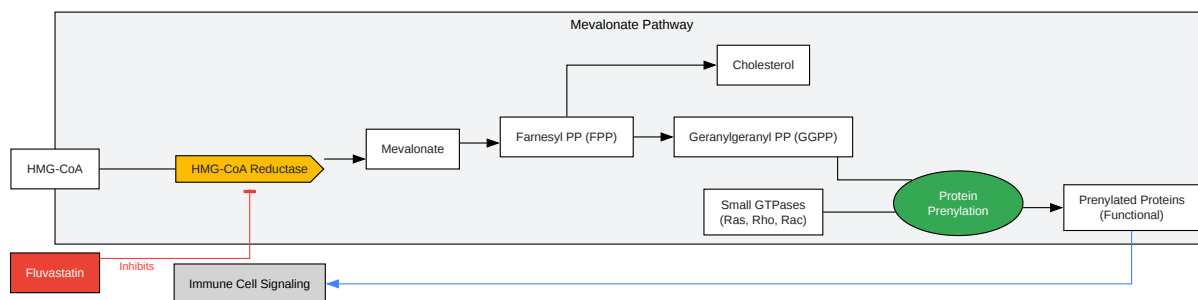 Mevalonate Pathway
Cholesterol
Farnesyl PP (FPP)
Geranylgeranyl PP (GGPP)
Mevalonate
HMG-CoA
HMG-CoA Reductase
Small GTPases
(Ras, Rho, Rac)
Protein
Prenylation
Prenylated Proteins
(Functional)
Fluvastatin
Inhibits
Immune Cell Signaling